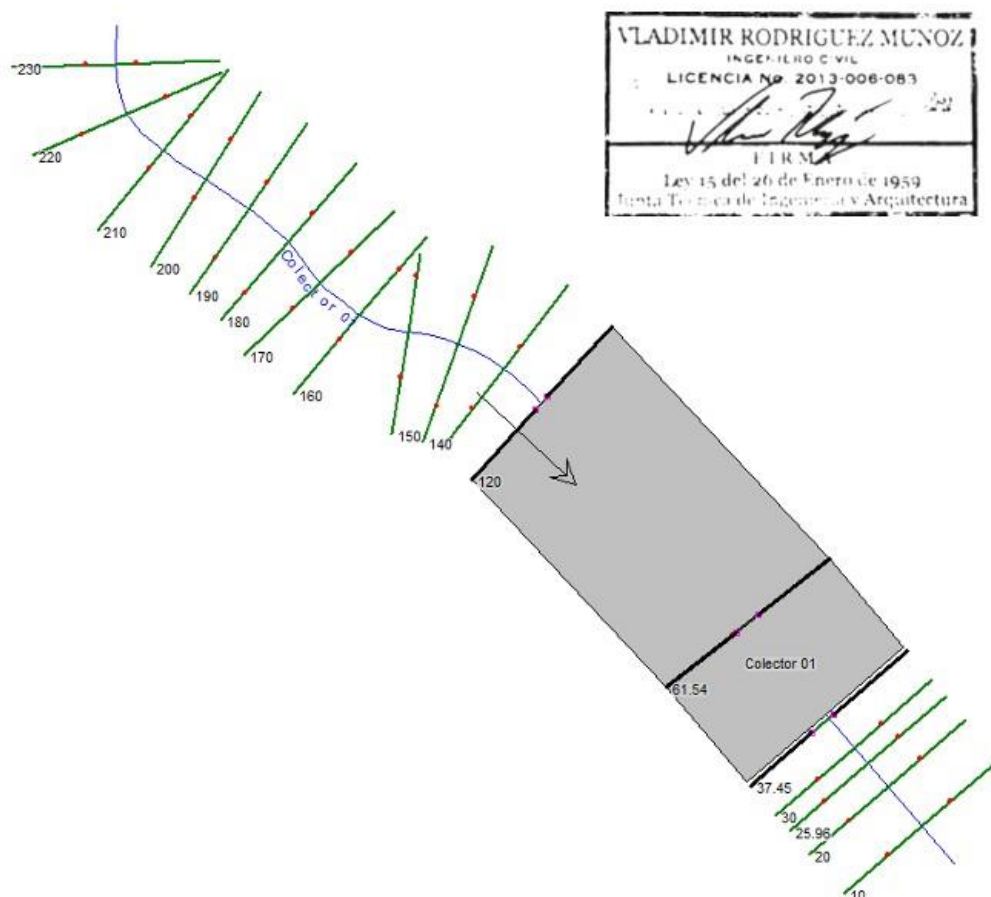 VLADIMIR RODRIGUEZ MUÑOZ
INGENIERO CIVIL
LICENCIA No. 2013-006-083
FIRMA
Ley 15 del 26 de Enero de 1959
Junta Técnica de Ingeniería y Arquitectura
230
220
210
200
190
180
170
160
150
140
120
Colector 01
61.54
Colector 01
37.45
30
25.96
20
10